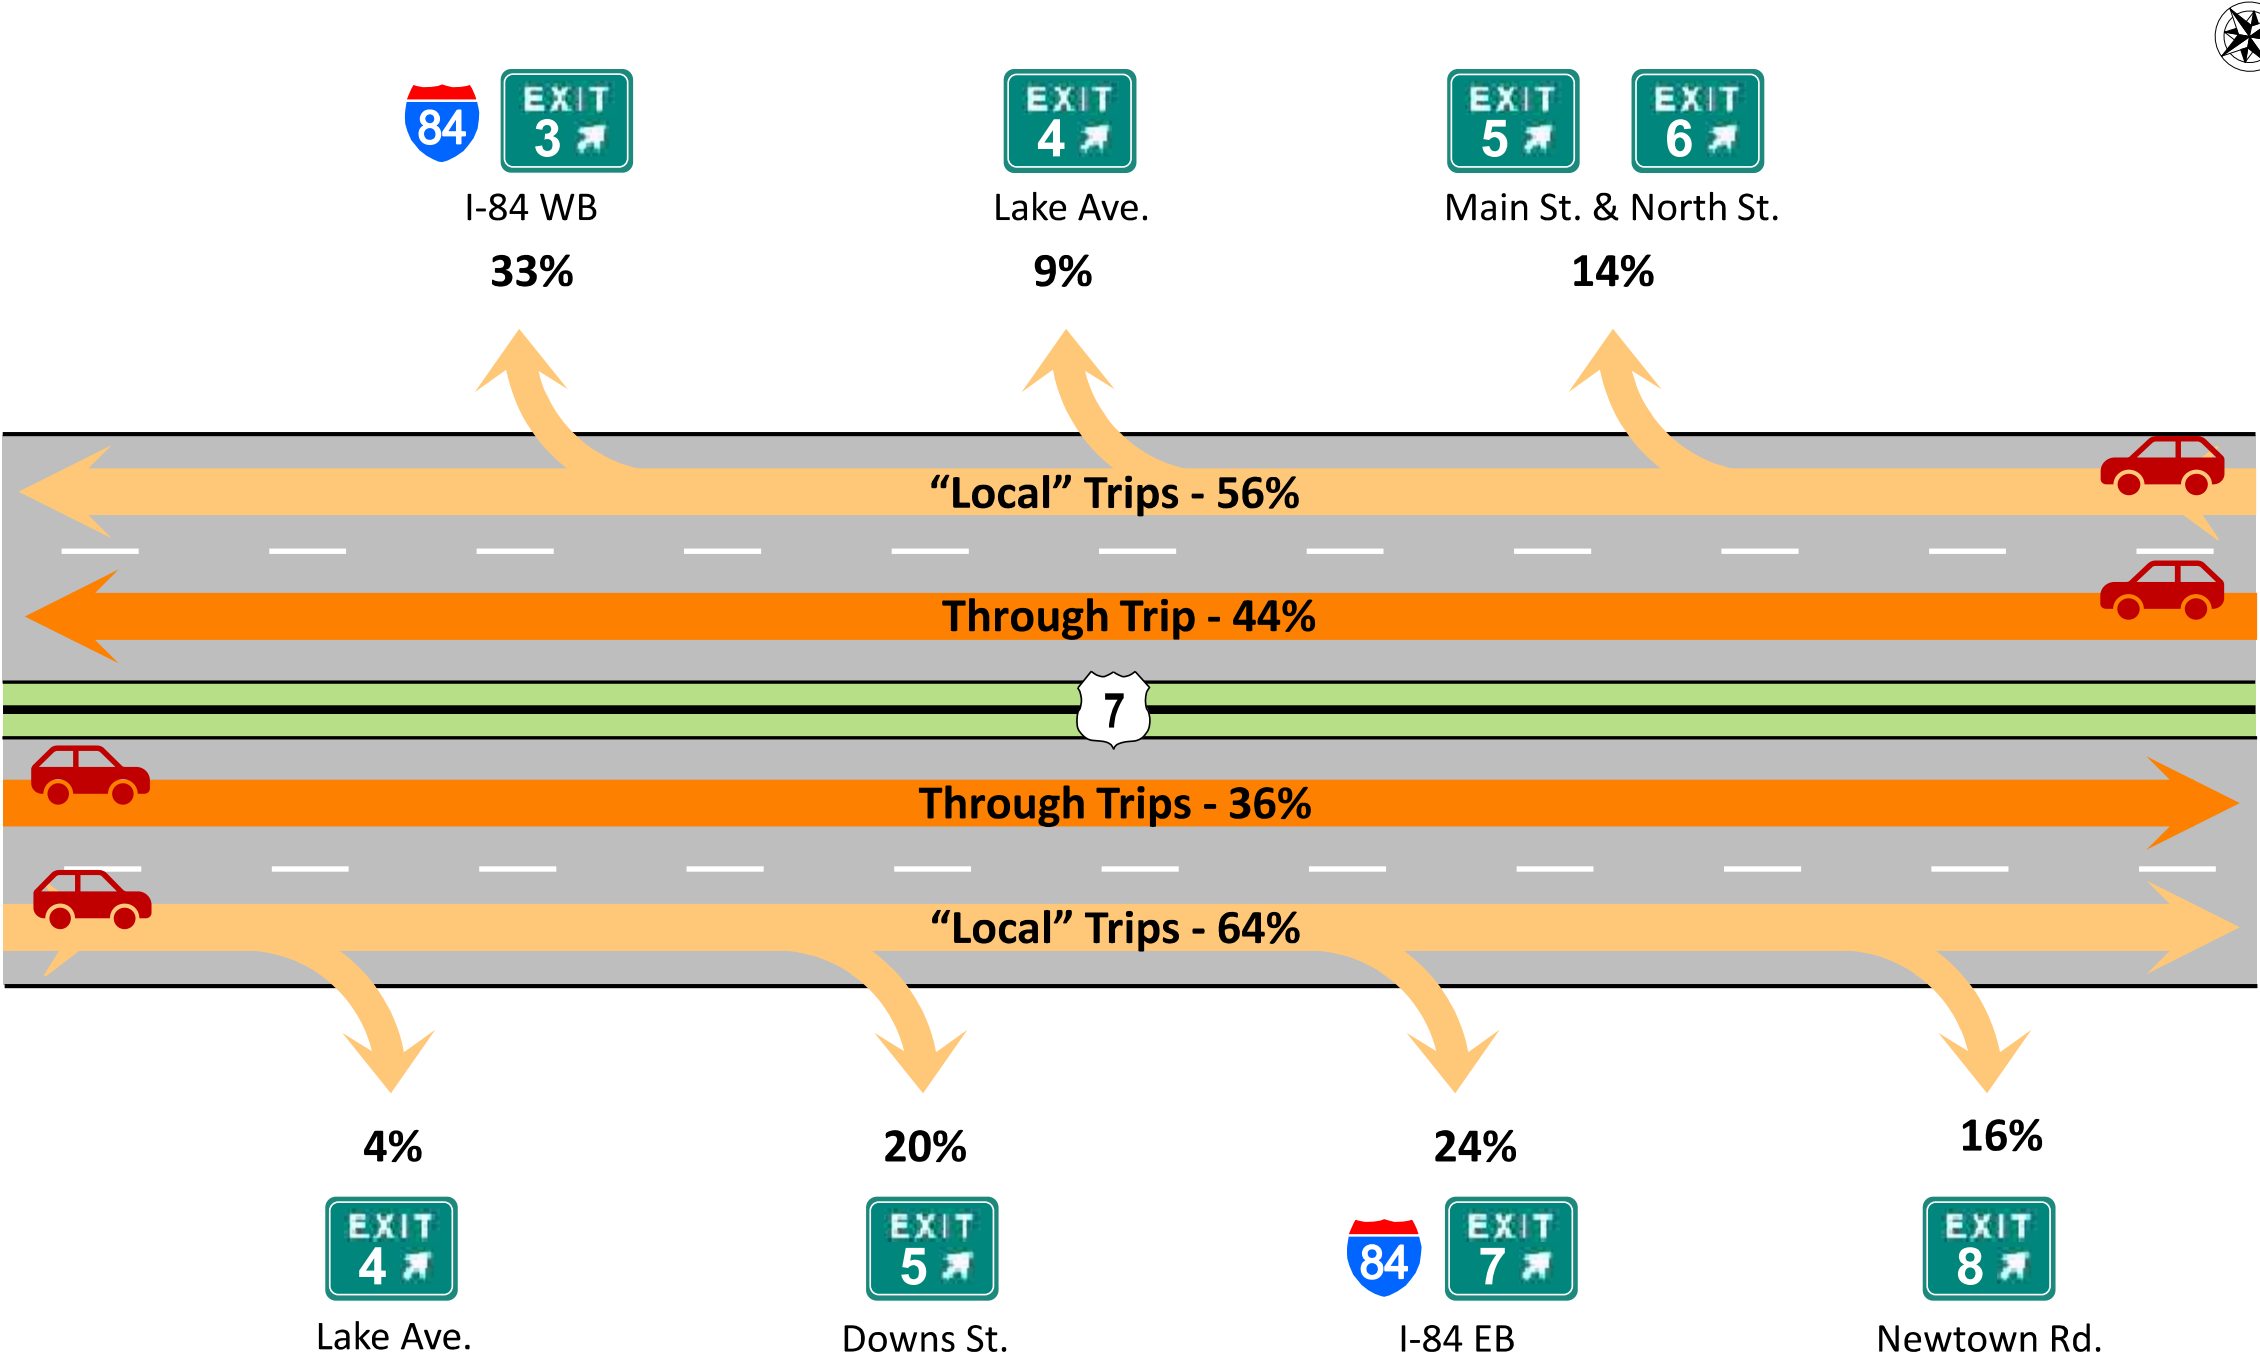 84
EXIT
3
EXIT
4
EXIT
5
EXIT
6
I-84 WB
Lake Ave.
Main St. & North St.
33%
9%
14%
“Local” Trips - 56%
Through Trip - 44%
7
Through Trips - 36%
“Local” Trips - 64%
4%
20%
24%
16%
EXIT
4
EXIT
5
84
EXIT
7
EXIT
8
Lake Ave.
Downs St.
I-84 EB
Newtown Rd.